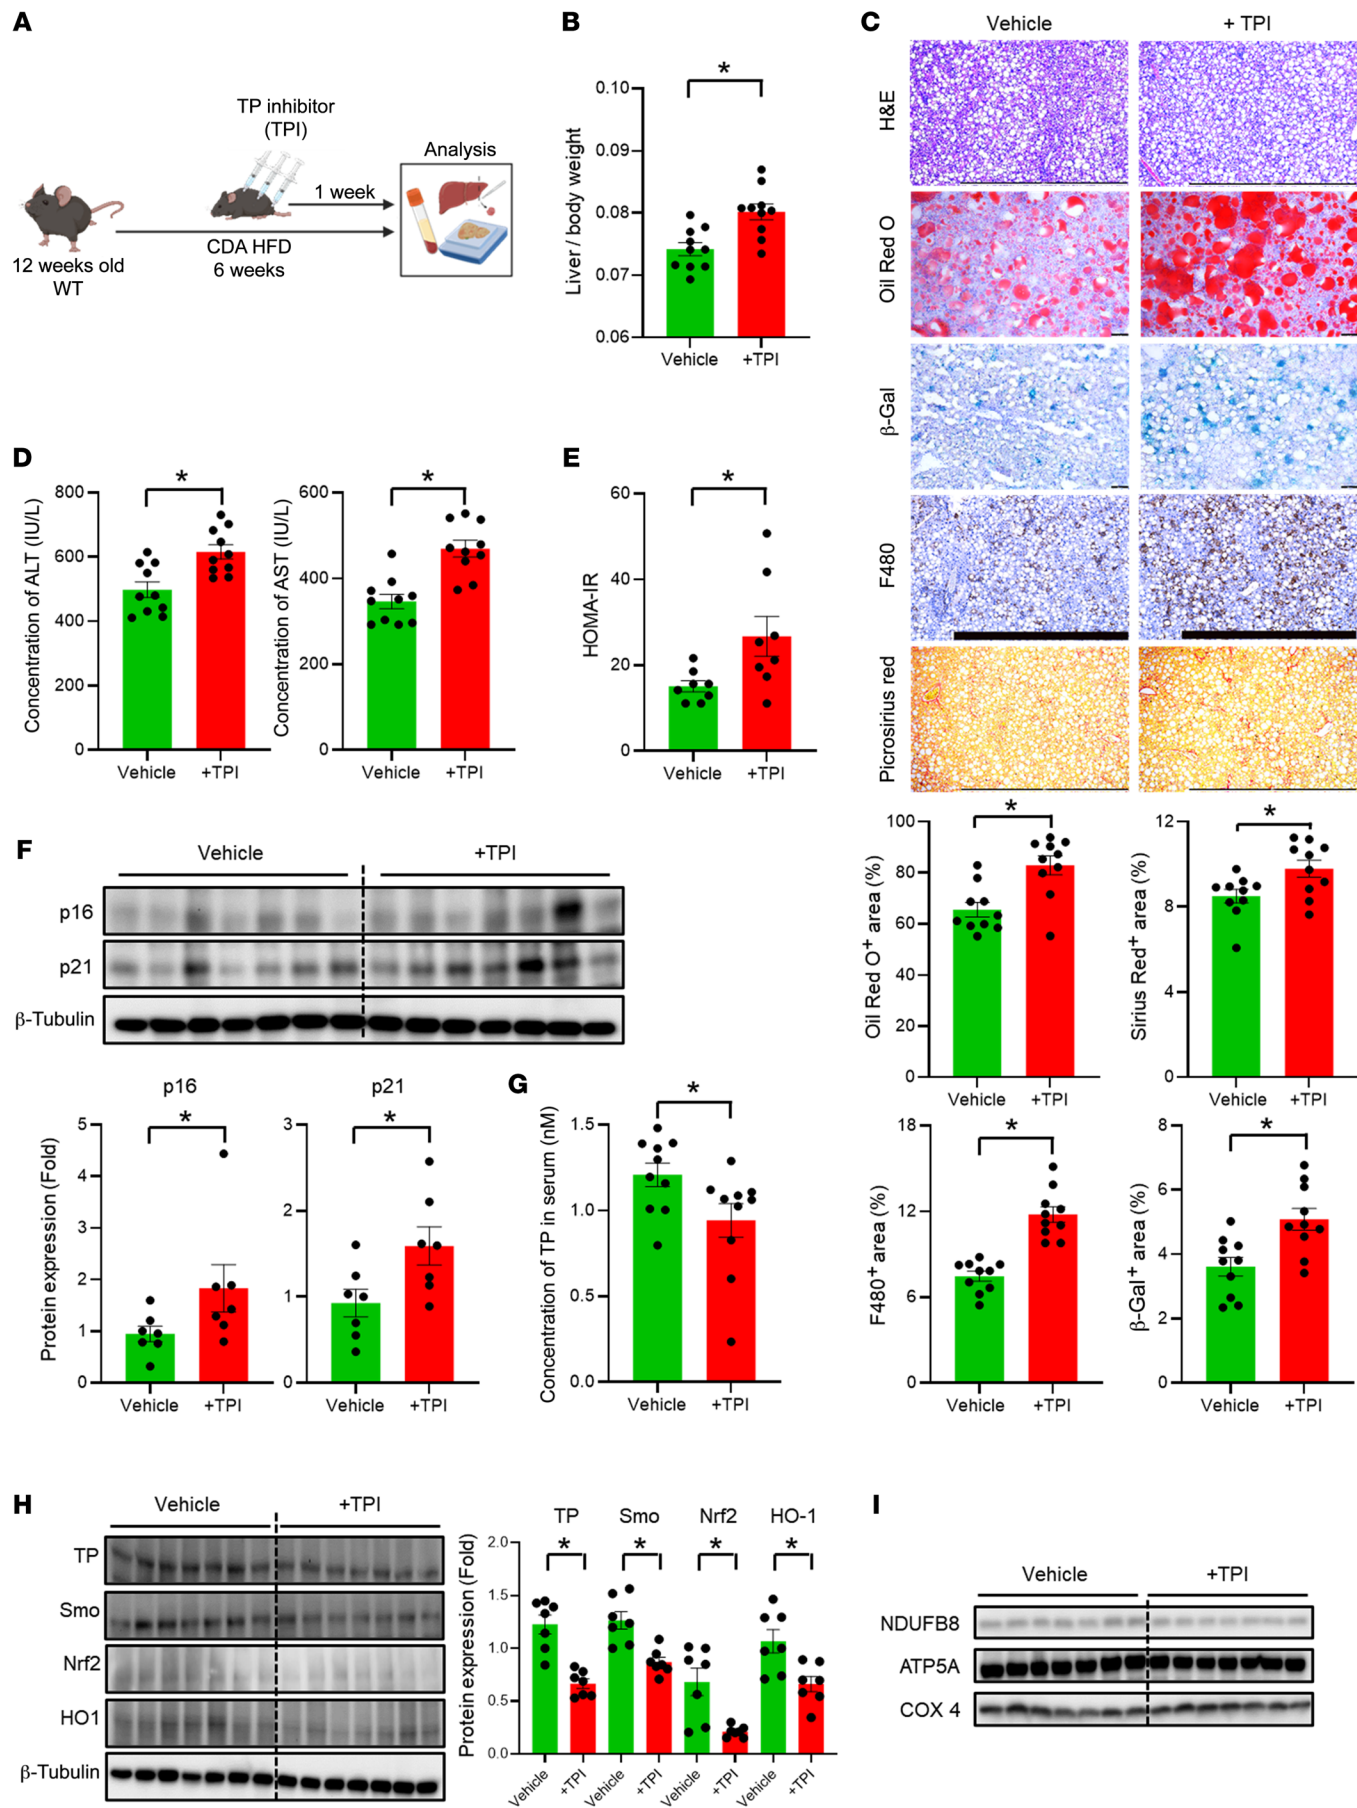 A
TP inhibitor
(TPI)
1 week
Analysis
12 weeks old
WT
CDA HFD
6 weeks
B
Liver / body weight
0.10
0.09
0.08
0.07
0.06
*
Vehicle
+TPI
C
Vehicle
+ TPI
H&E
Oil Red O
β-Gal
F480
Picrosirius red
Oil Red O+ area (%)
100
80
60
40
20
0
*
Vehicle
+TPI
Sirius Red+ area (%)
12
8
4
0
*
Vehicle
+TPI
F480+ area (%)
18
12
6
0
*
Vehicle
+TPI
β-Gal+ area (%)
8
6
4
2
0
*
Vehicle
+TPI
D
Concentration of ALT (IU/L)
800
600
400
200
0
*
Vehicle
+TPI
Concentration of AST (IU/L)
600
400
200
0
*
Vehicle
+TPI
E
HOMA-IR
60
40
20
0
*
Vehicle
+TPI
F
Vehicle
+TPI
p16
p21
β-Tubulin
Protein expression (Fold)
p16
5
4
3
2
1
0
*
Vehicle
+TPI
p21
3
2
1
0
*
Vehicle
+TPI
G
Concentration of TP in serum (nM)
1.5
1.0
0.5
0.0
*
Vehicle
+TPI
H
Vehicle
+TPI
TP
Smo
Nrf2
HO1
β-Tubulin
Protein expression (Fold)
TP
Smo
Nrf2
HO-1
2.0
1.5
1.0
0.5
0.0
*
*
*
*
Vehicle
+TPI
Vehicle
+TPI
Vehicle
+TPI
Vehicle
+TPI
I
Vehicle
+TPI
NDUFB8
ATP5A
COX 4